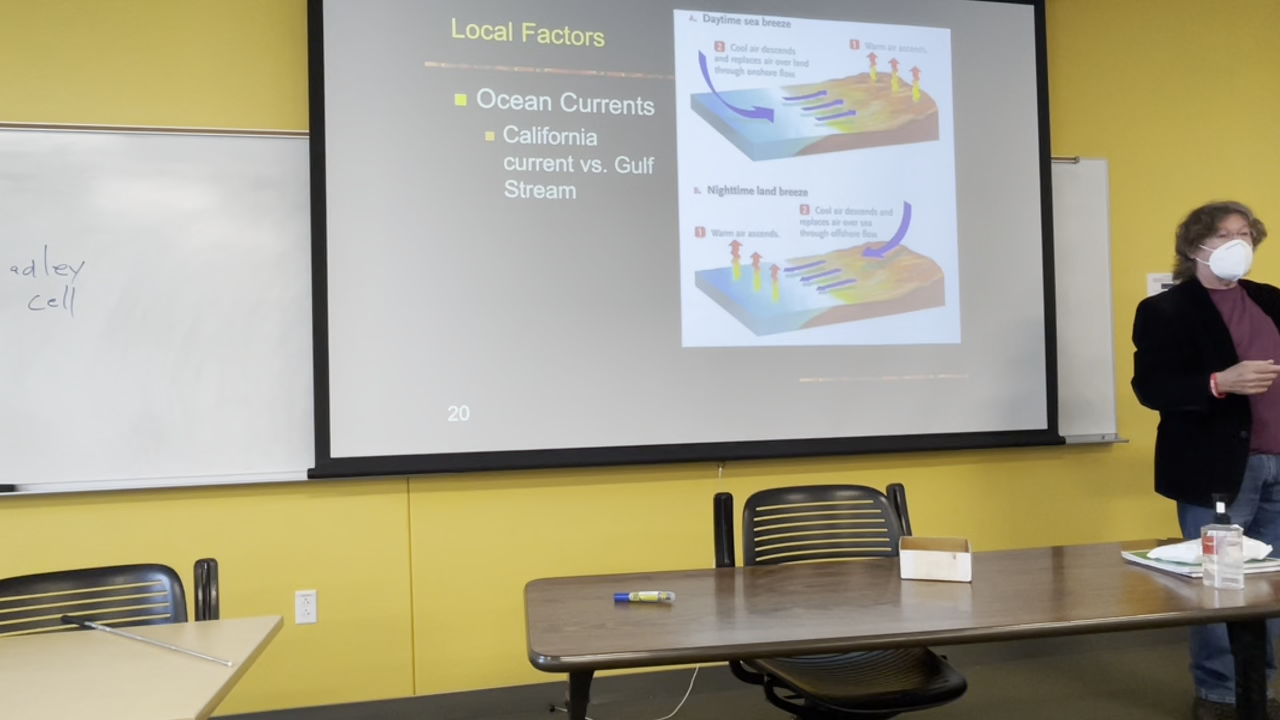 adley
cell
Local Factors
Ocean Currents
California
current vs. Gulf
Stream
20
A. Daytime sea breeze
2 Cool air descends
and replaces air over land
through onshore flow.
1 Warm air ascends.
B. Nighttime land breeze
2 Cool air descends and
replaces air over sea
through offshore flow.
1 Warm air ascends.